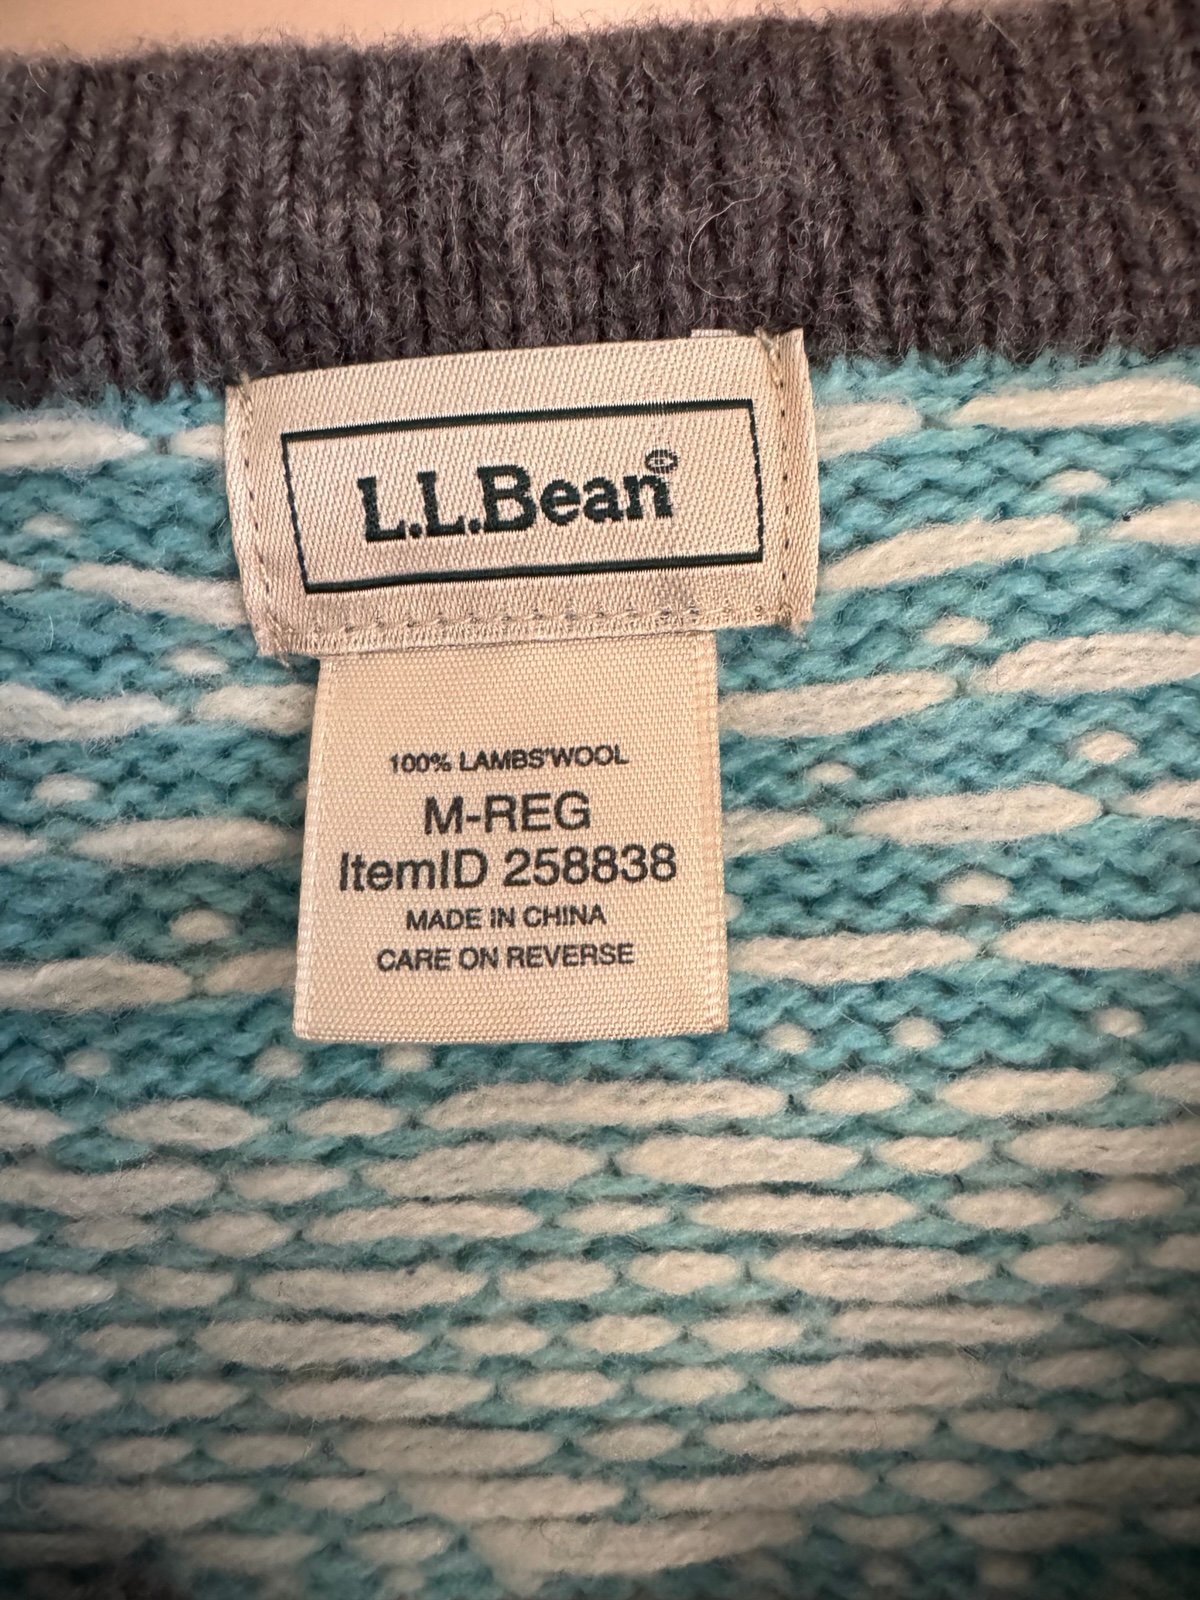 L.L.Bean®
100% LAMBS'WOOL
M-REG
ItemID 258838
MADE IN CHINA
CARE ON REVERSE